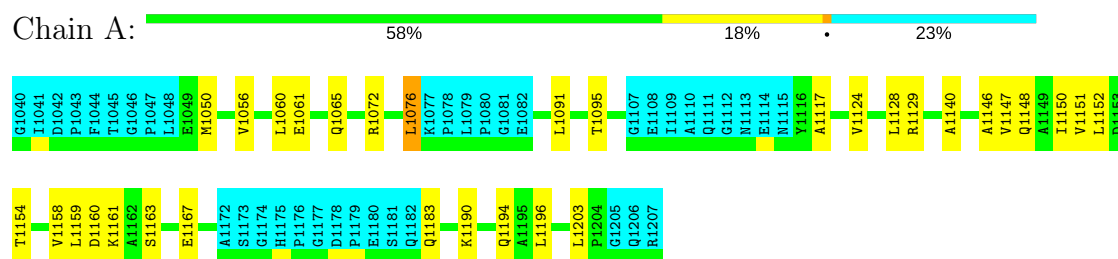 Chain A:
58% 18% • 23%
G1040 I1041 D1042 P1043 F1044 T1045 G1046 P1047 L1048 E1049 M1050 V1056 L1060 E1061 Q1065 R1072 L1076 K1077 P1078 L1079 P1080 G1081 E1082 L1091 T1095 G1107 E1108 I1109 A1110 Q1111 G1112 N1113 E1114 N1115 Y1116 A1117 V1124 L1128 R1129 A1140 A1146 V1147 Q1148 A1149 I1150 V1151 L1152 D1153
T1154 V1158 L1159 D1160 K1161 A1162 S1163 E1167 A1172 S1173 G1174 H1175 P1176 G1177 D1178 P1179 E1180 S1181 Q1182 Q1183 K1190 Q1194 A1195 L1196 L1203 P1204 G1205 Q1206 R1207